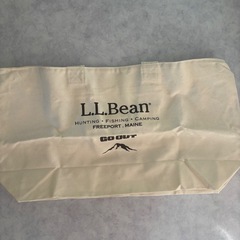 L.L.Bean®
HUNTING • FISHING • CAMPING
FREEPORT, MAINE
GO OUT